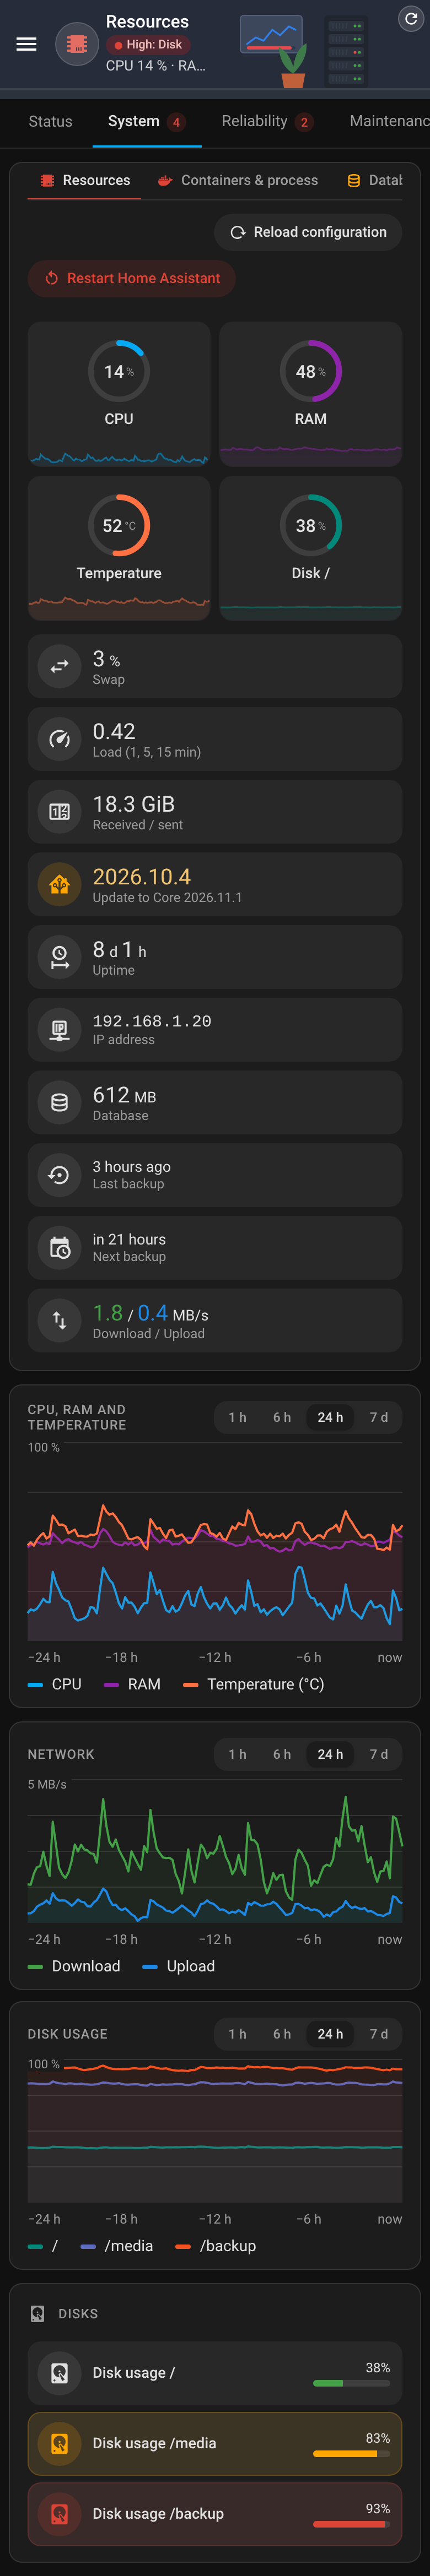 Resources
High: Disk
CPU 14 % · RA...
Status
System 4
Reliability 2
Maintenanc
Resources
Containers & process
Datab
Reload configuration
Restart Home Assistant
14 %
CPU
48 %
RAM
52 °C
Temperature
38 %
Disk /
3 %
Swap
0.42
Load (1, 5, 15 min)
18.3 GiB
Received / sent
2026.10.4
Update to Core 2026.11.1
8 d 1 h
Uptime
192.168.1.20
IP address
612 MB
Database
3 hours ago
Last backup
in 21 hours
Next backup
1.8 / 0.4 MB/s
Download / Upload
CPU, RAM AND
TEMPERATURE
1 h 6 h 24 h 7 d
100 %
−24 h −18 h −12 h −6 h now
CPU RAM Temperature (°C)
NETWORK
1 h 6 h 24 h 7 d
5 MB/s
−24 h −18 h −12 h −6 h now
Download Upload
DISK USAGE
1 h 6 h 24 h 7 d
100 %
−24 h −18 h −12 h −6 h now
/ /media /backup
DISKS
Disk usage / 38%
Disk usage /media 83%
Disk usage /backup 93%